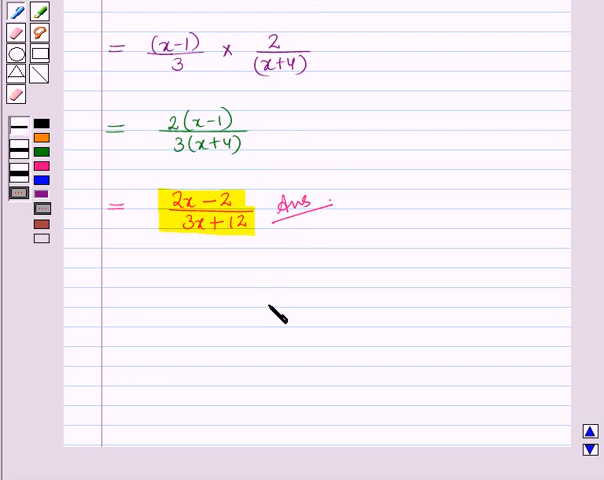 = (x-1)/3 × 2/(x+4)
= 2(x-1)/3(x+4)
= 2x-2/3x+12 Ans.